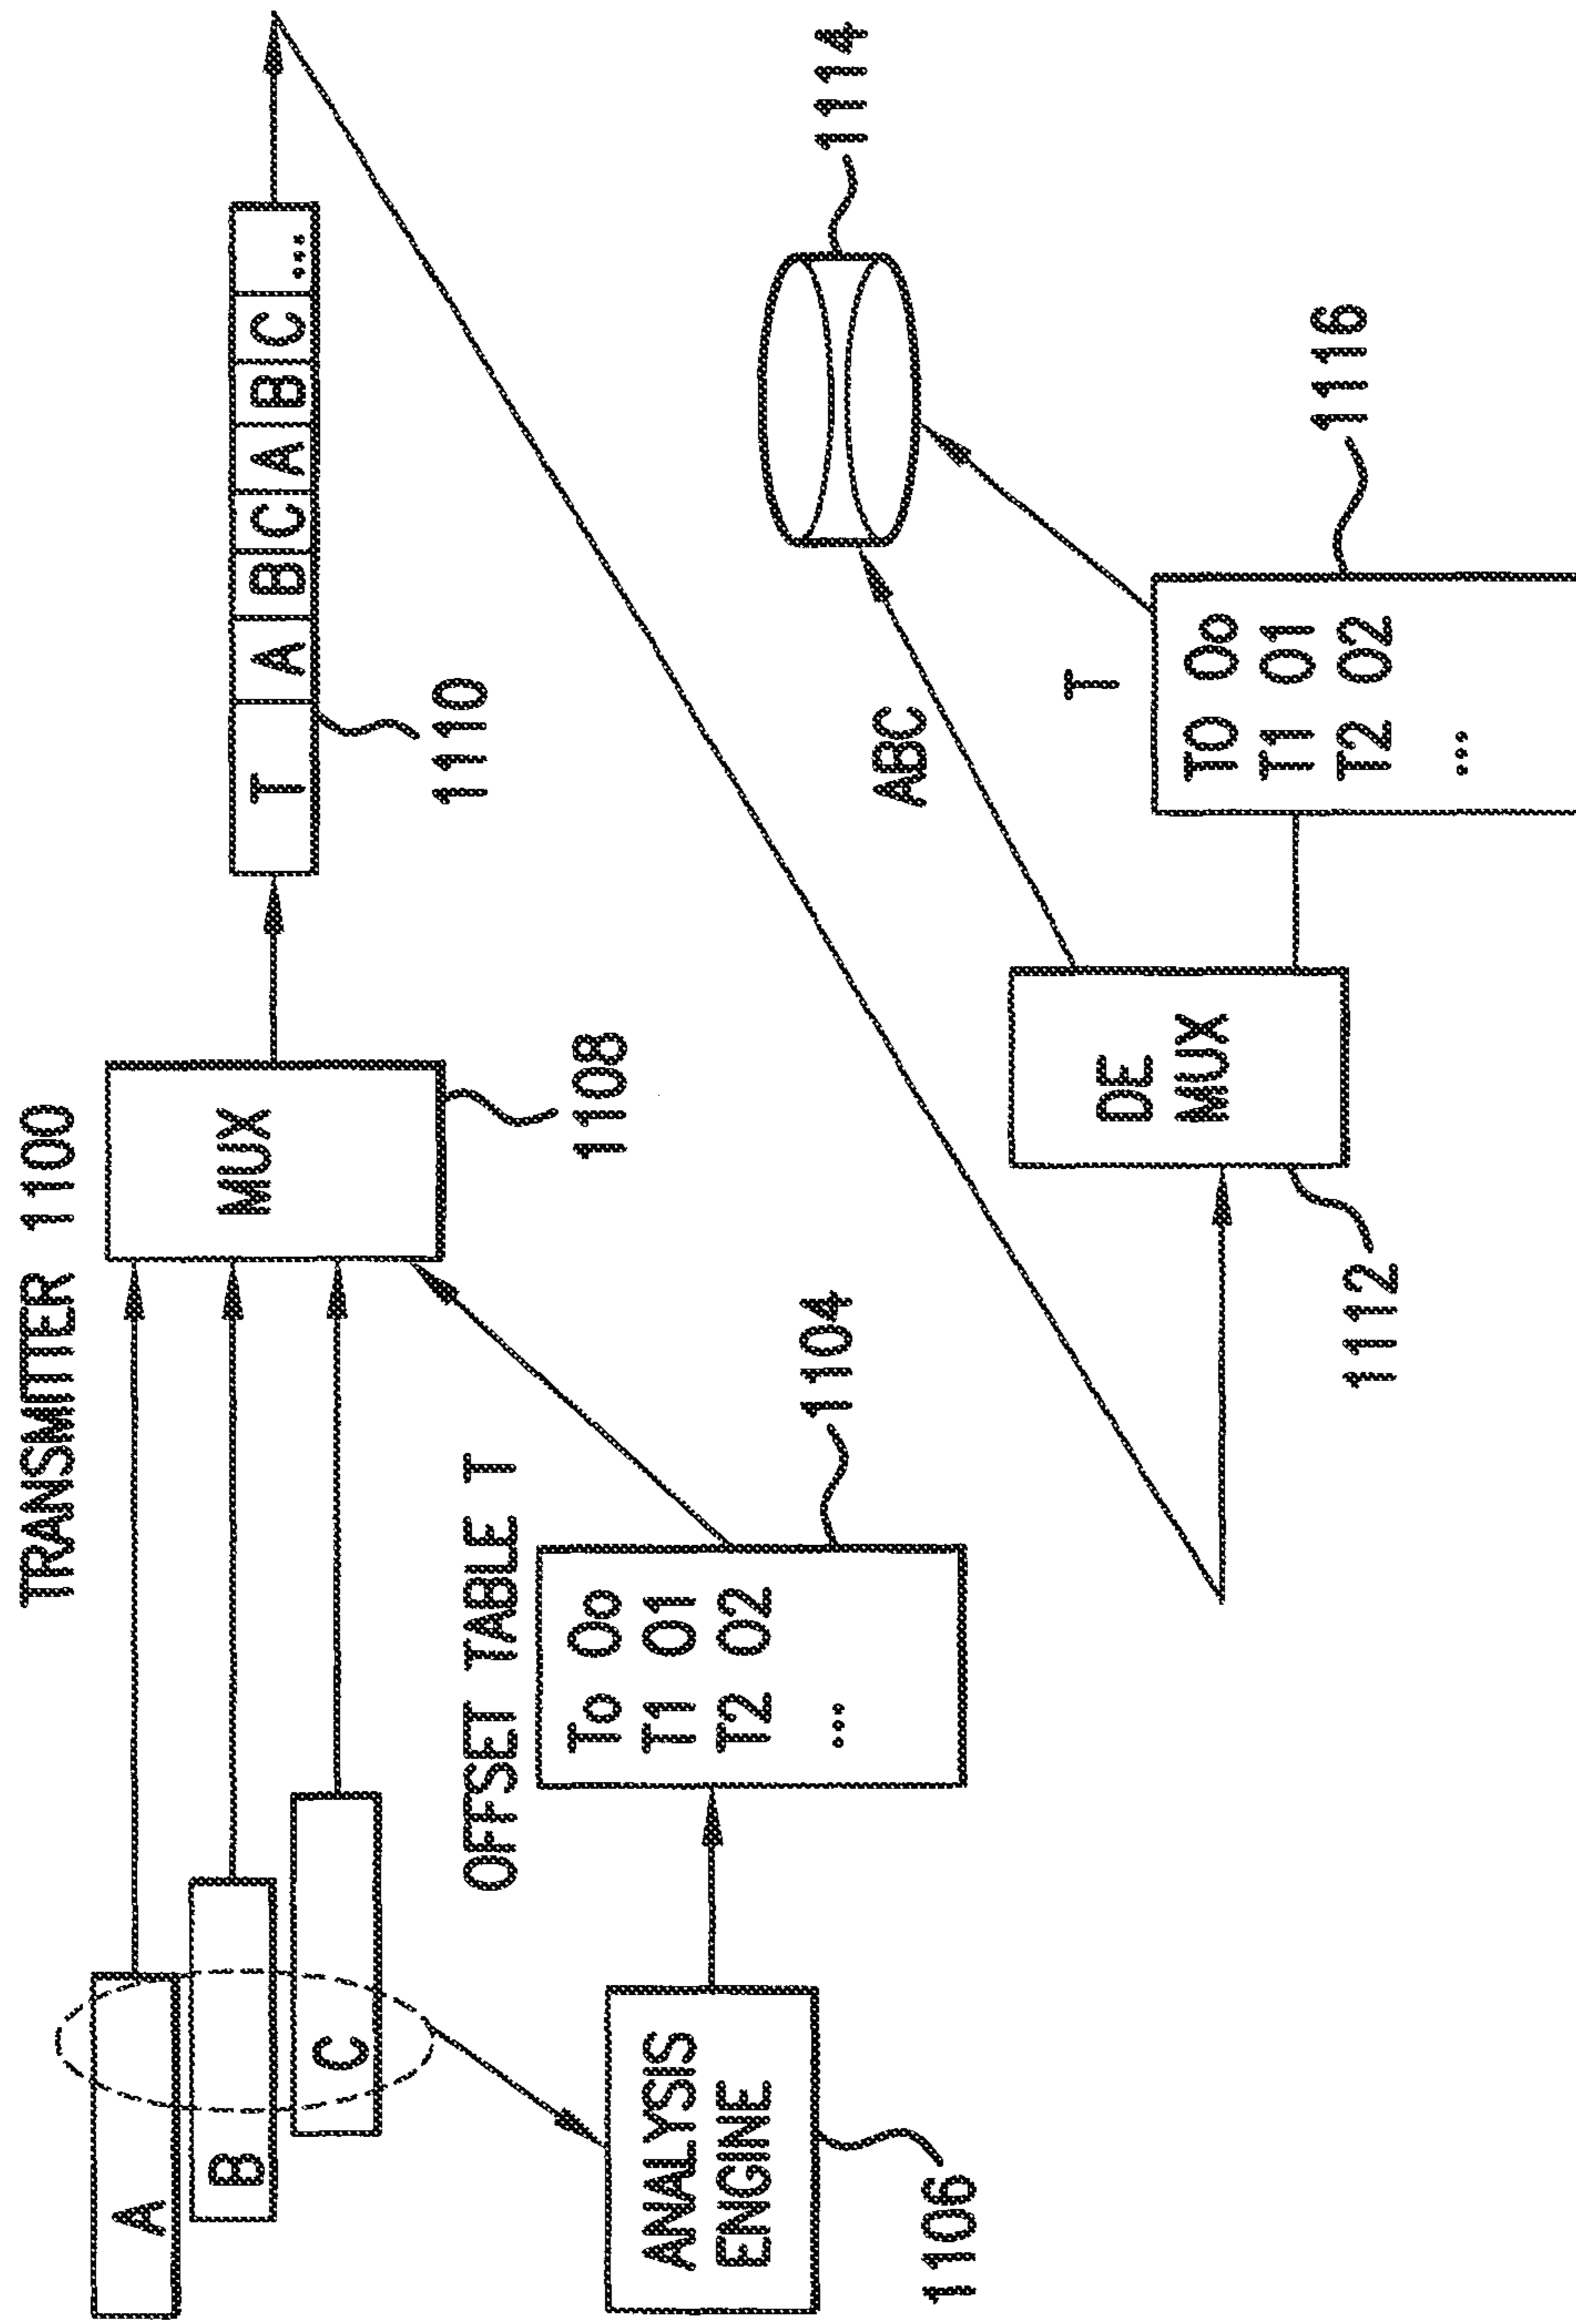 TRANSMITTER 1100
A
B
C
MUX
1108
T A B C A B C ...
1110
OFFSET TABLE T
To Oo
T1 O1
T2 O2
...
1104
ANALYSIS
ENGINE
1106
DE
MUX
1112
ABC
1114
T
T0 Oo
T1 O1
T2 O2
...
1116